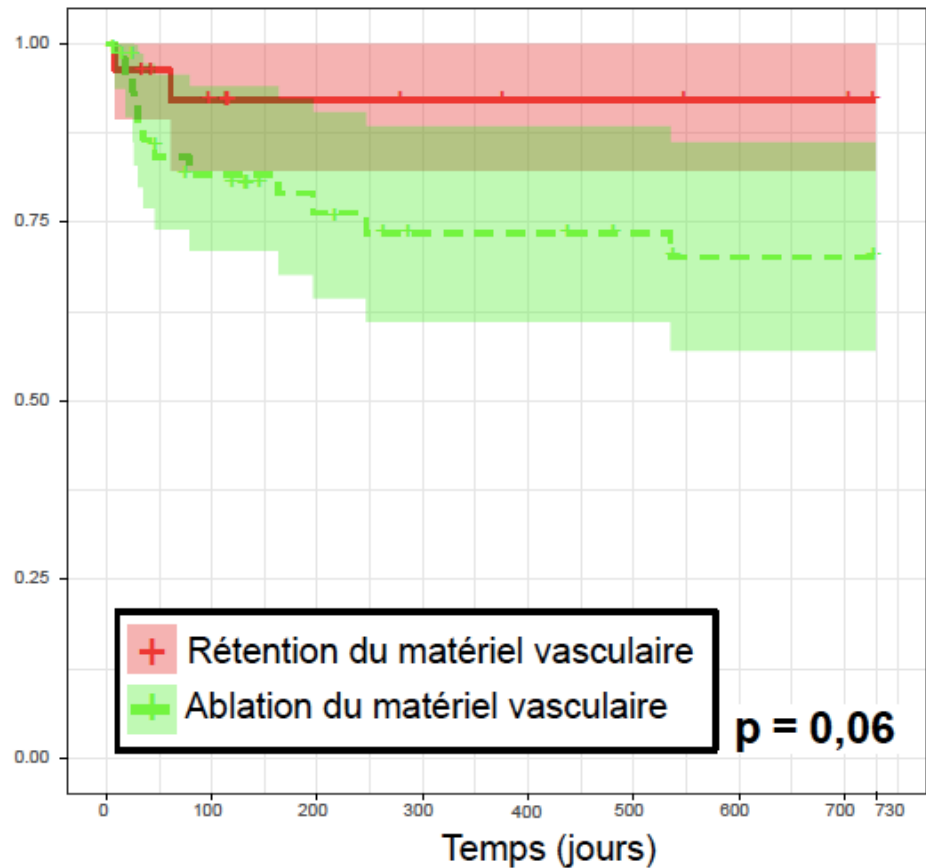 1.00
0.75
0.50
0.25
0.00
Rétention du matériel vasculaire
Ablation du matériel vasculaire
p = 0,06
0 100 200 300 400 500 600 700 730
Temps (jours)